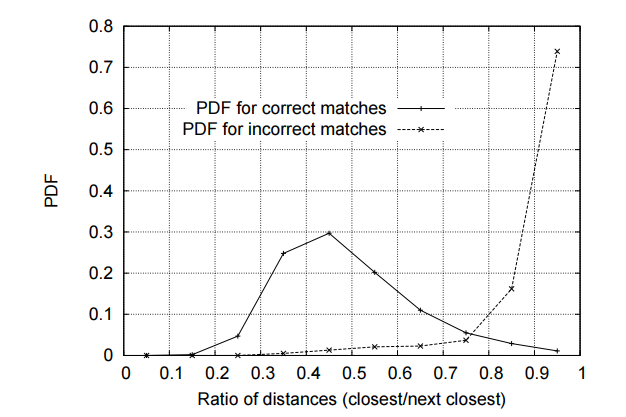 0.8
0.7
0.6
PDF for correct matches
PDF for incorrect matches
0.5
PDF
0.4
0.3
0.2
0.1
0
0 0.1 0.2 0.3 0.4 0.5 0.6 0.7 0.8 0.9 1
Ratio of distances (closest/next closest)